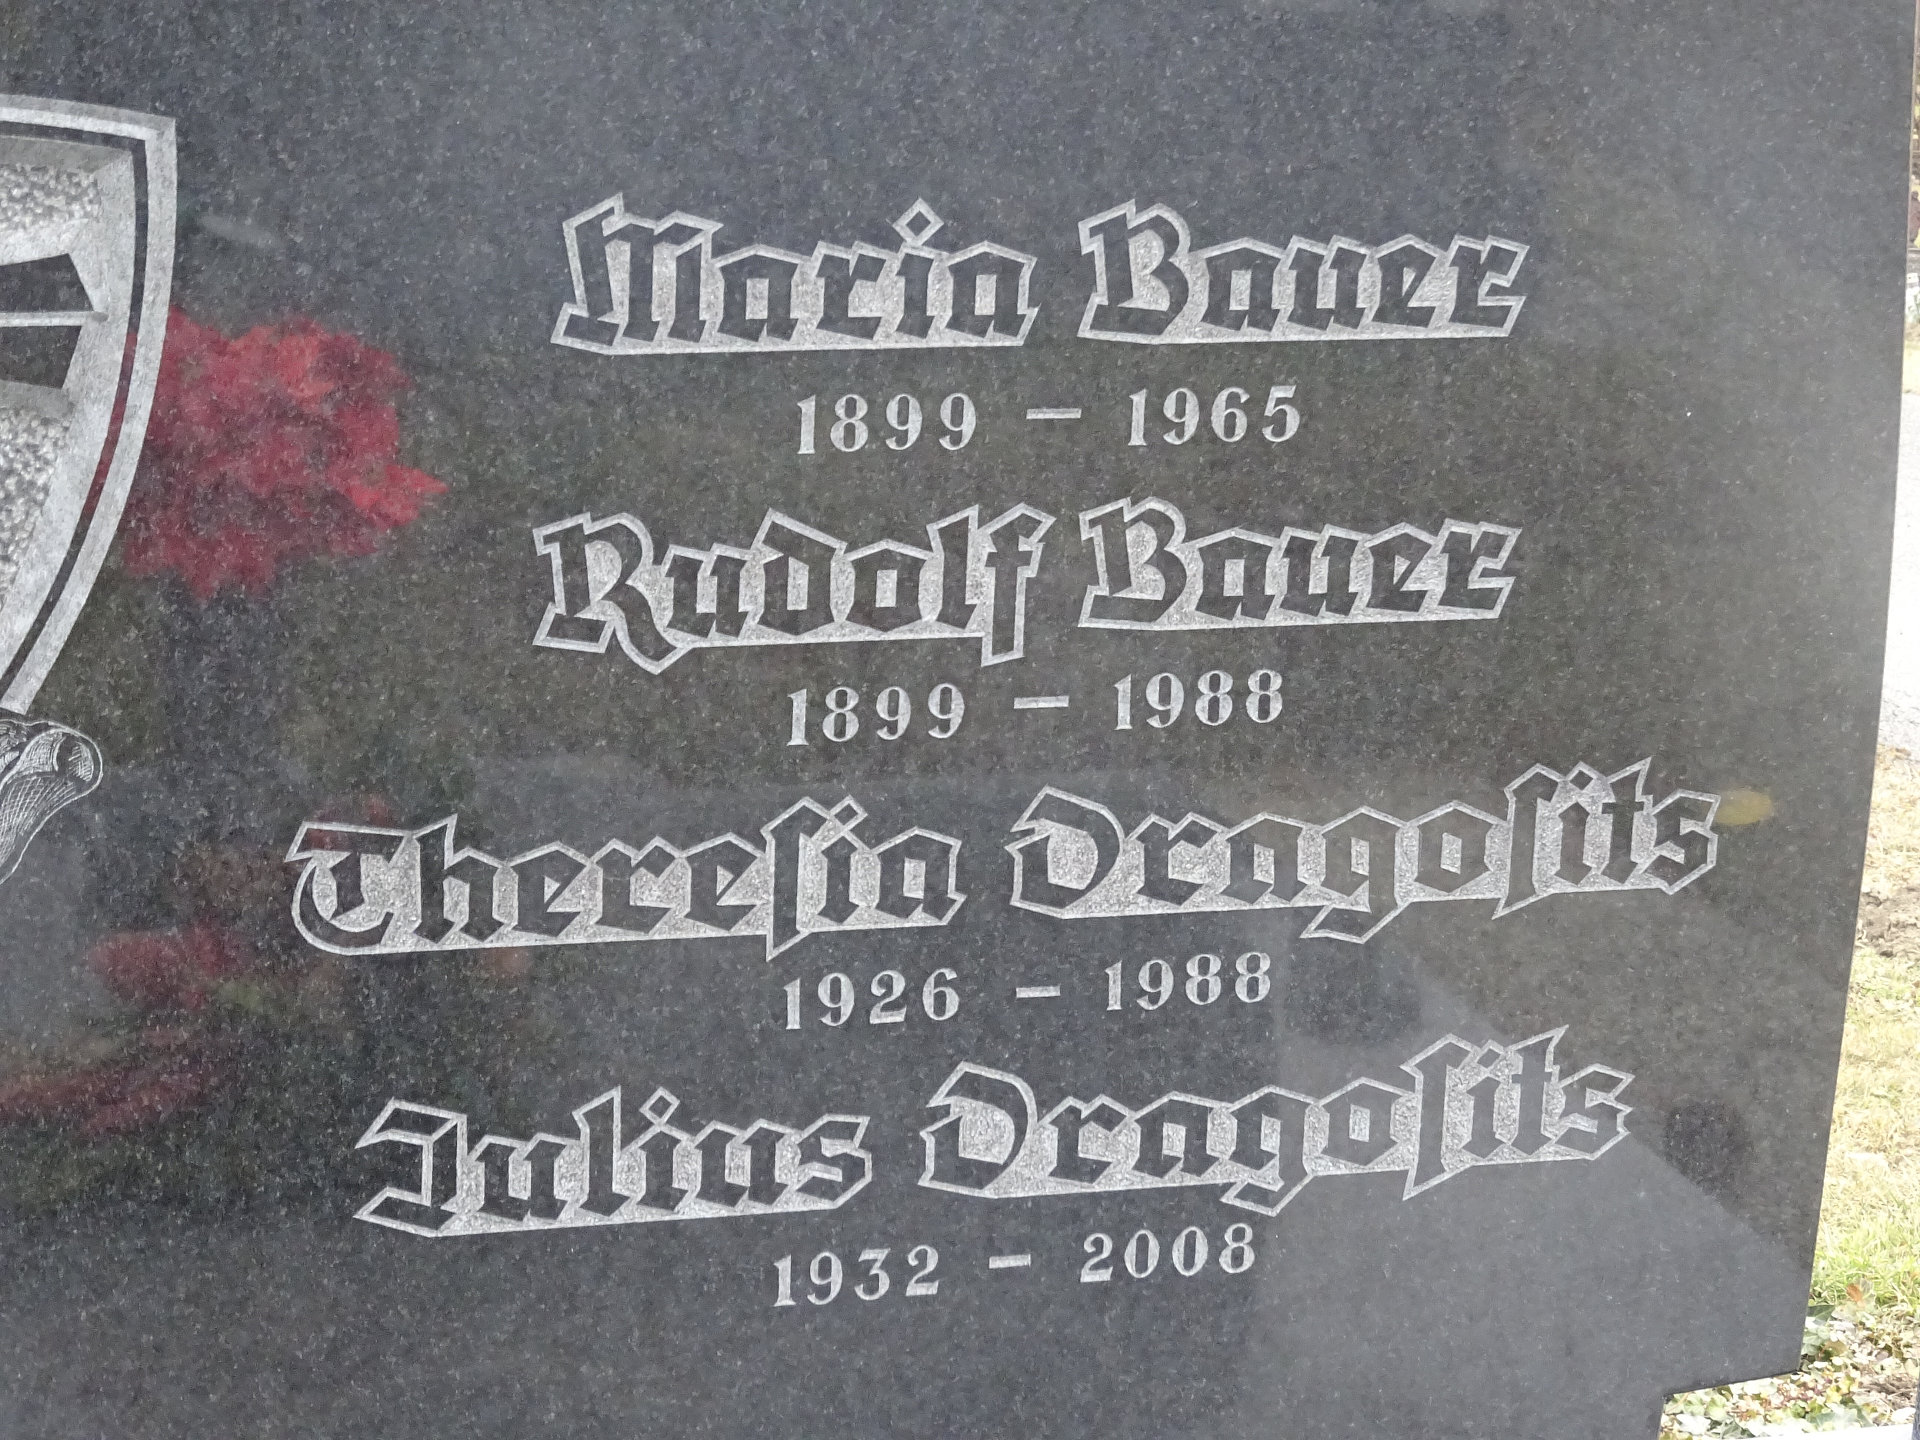 Maria Bauer
1899 – 1965
Rudolf Bauer
1899 – 1988
Thereſia Dragoſits
1926 – 1988
Julius Dragoſits
1932 – 2008